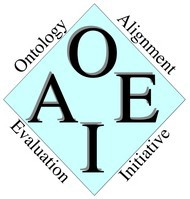 Ontology
Alignment
O
A E
I
Evaluation
Initiative